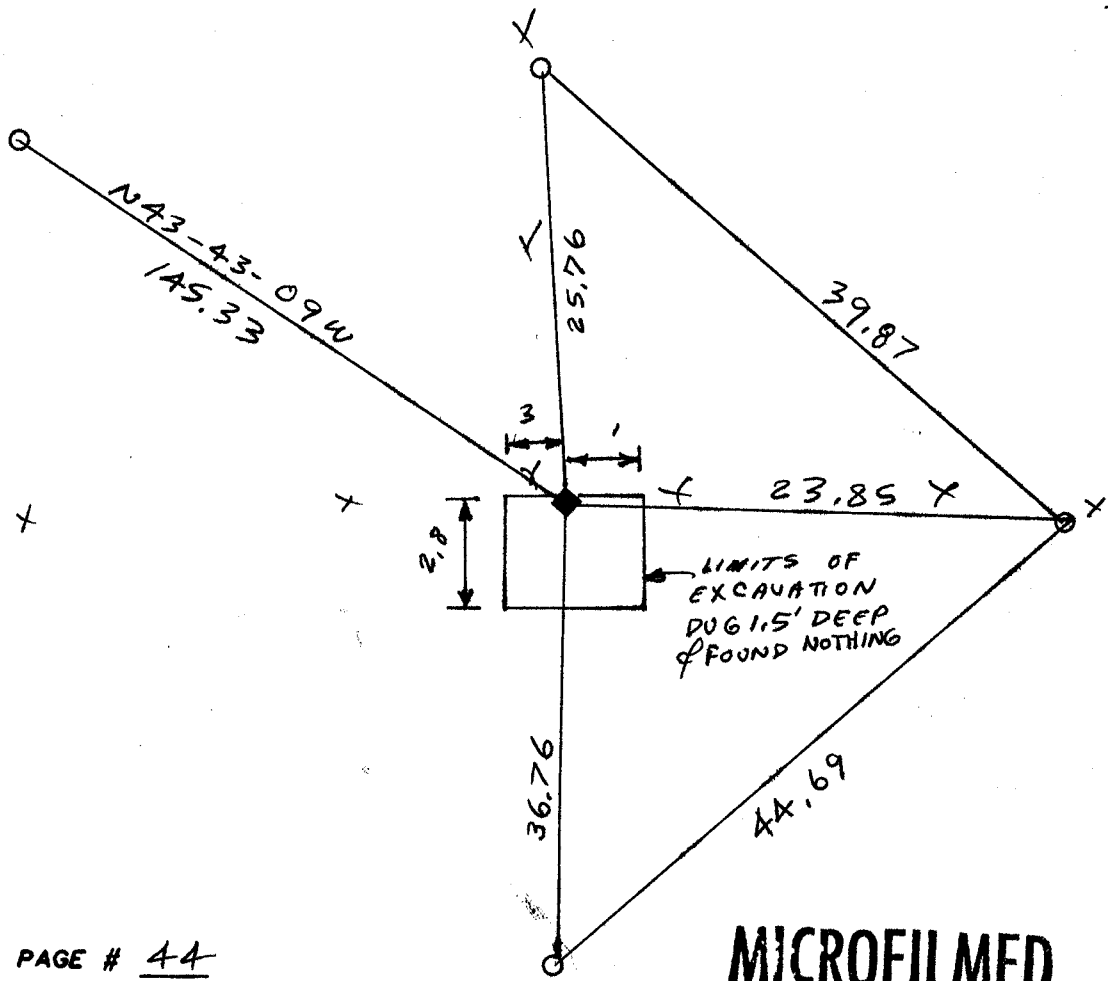 X
N43-43-09W
145.33
X
25.76
39.87
3
1
X
X
X
X
23.85
X
X
2.8
LIMITS OF
EXCAVATION
DUG 1.5' DEEP
& FOUND NOTHING
36.76
44.69
PAGE # 44
MICROFILMED